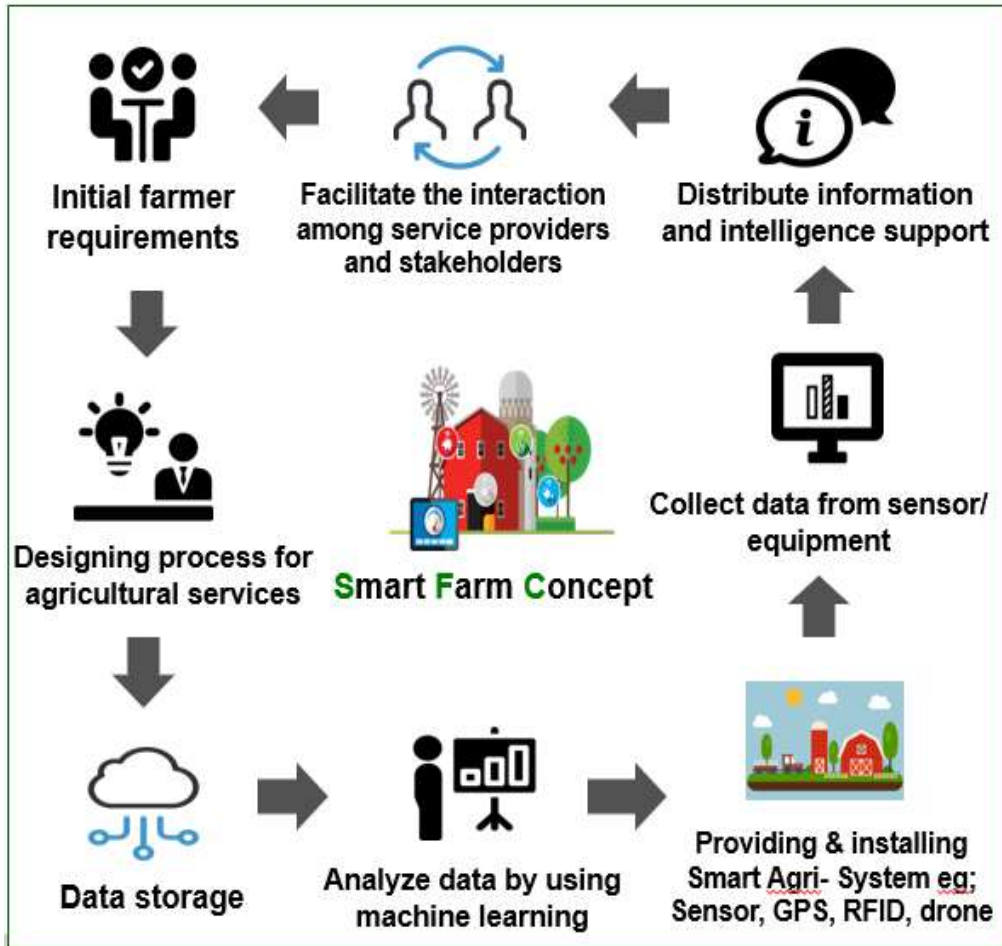 Initial farmer
requirements
Facilitate the interaction
among service providers
and stakeholders
Distribute information
and intelligence support
i
Designing process for
agricultural services
Smart Farm Concept
Collect data from sensor/
equipment
Data storage
Analyze data by using
machine learning
Providing & installing
Smart Agri- System eg;
Sensor, GPS, RFID, drone